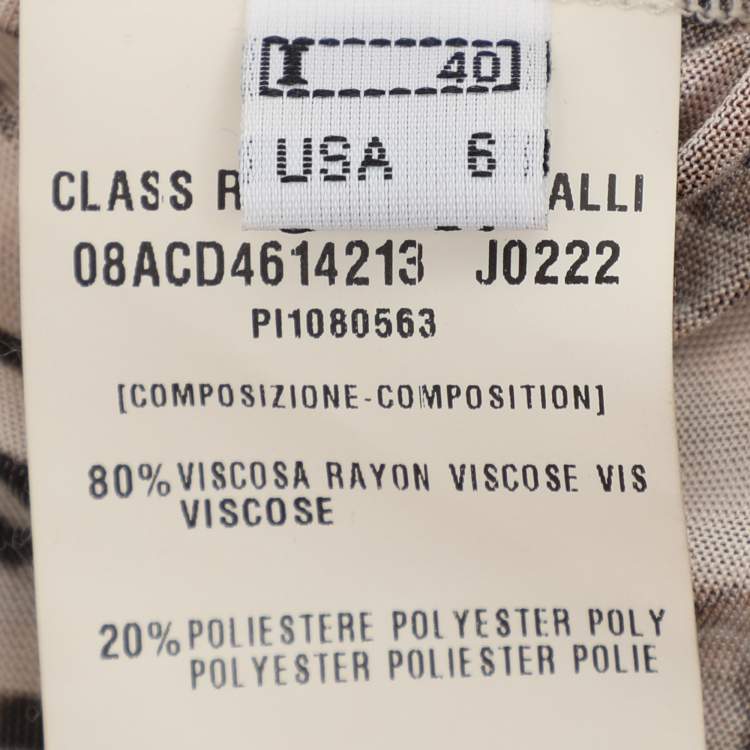 I 40
USA 6
CLASS R ALLI
08ACD4614213 J0222
PI1080563
[COMPOSIZIONE-COMPOSITION]
80% VISCOSA RAYON VISCOSE VIS
VISCOSE
20% POLIESTERE POLYESTER POLY
POLYESTER POLIESTER POLIE